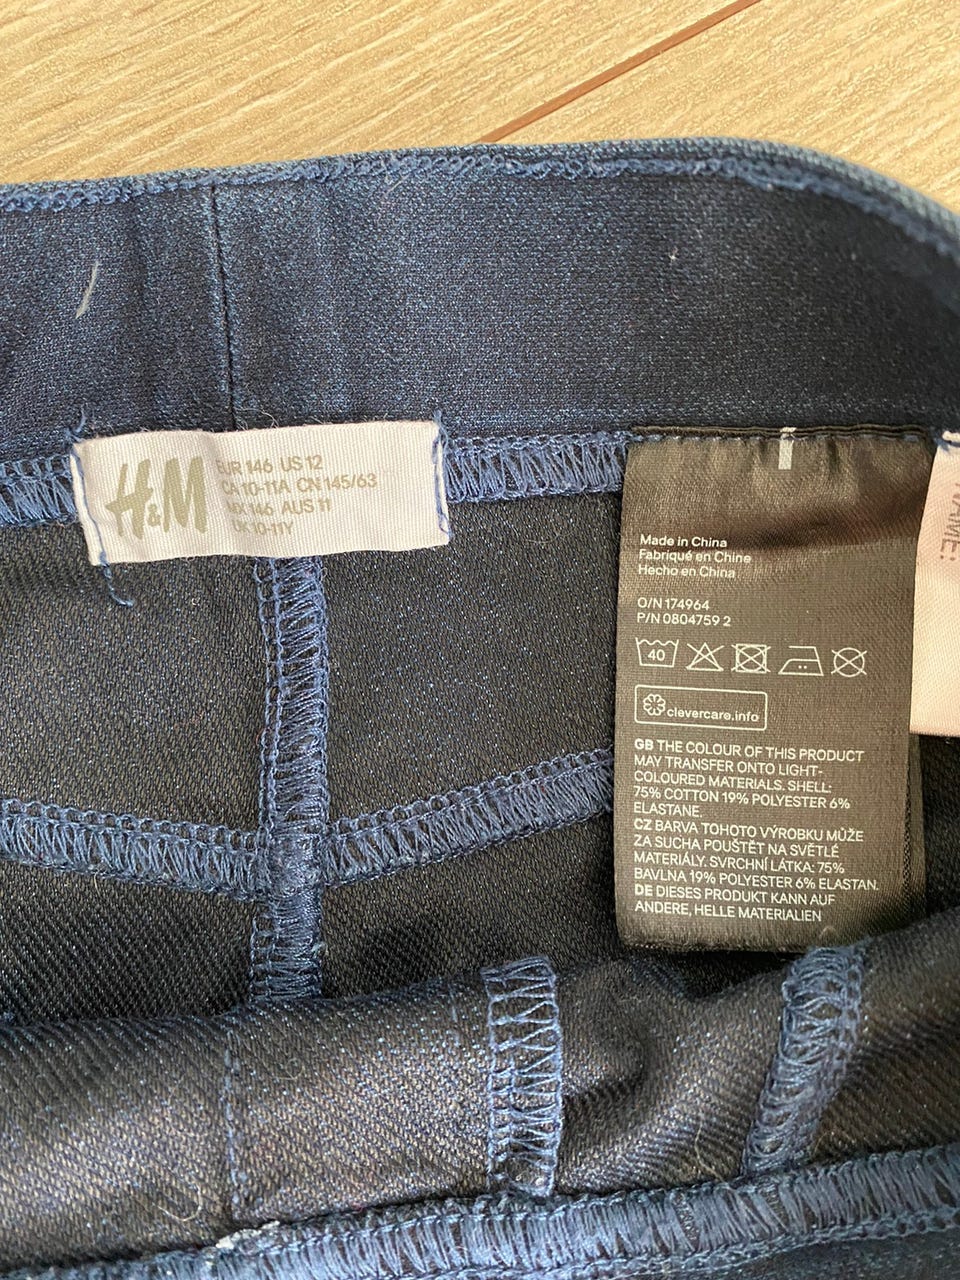 H&M
EUR 146 US 12
CA 10-11A CN 145/63
MX 146 AUS 11
UK 10-11Y
Made in China
Fabriqué en Chine
Hecho en China
O/N 174964
P/N 0804759 2
40
clevercare.info
GB THE COLOUR OF THIS PRODUCT
MAY TRANSFER ONTO LIGHT-
COLOURED MATERIALS. SHELL:
75% COTTON 19% POLYESTER 6%
ELASTANE.
CZ BARVA TOHOTO VÝROBKU MŮŽE
ZA SUCHA POUŠTĚT NA SVĚTLÉ
MATERIÁLY. SVRCHNÍ LÁTKA: 75%
BAVLNA 19% POLYESTER 6% ELASTAN.
DE DIESES PRODUKT KANN AUF
ANDERE, HELLE MATERIALIEN
NAME: